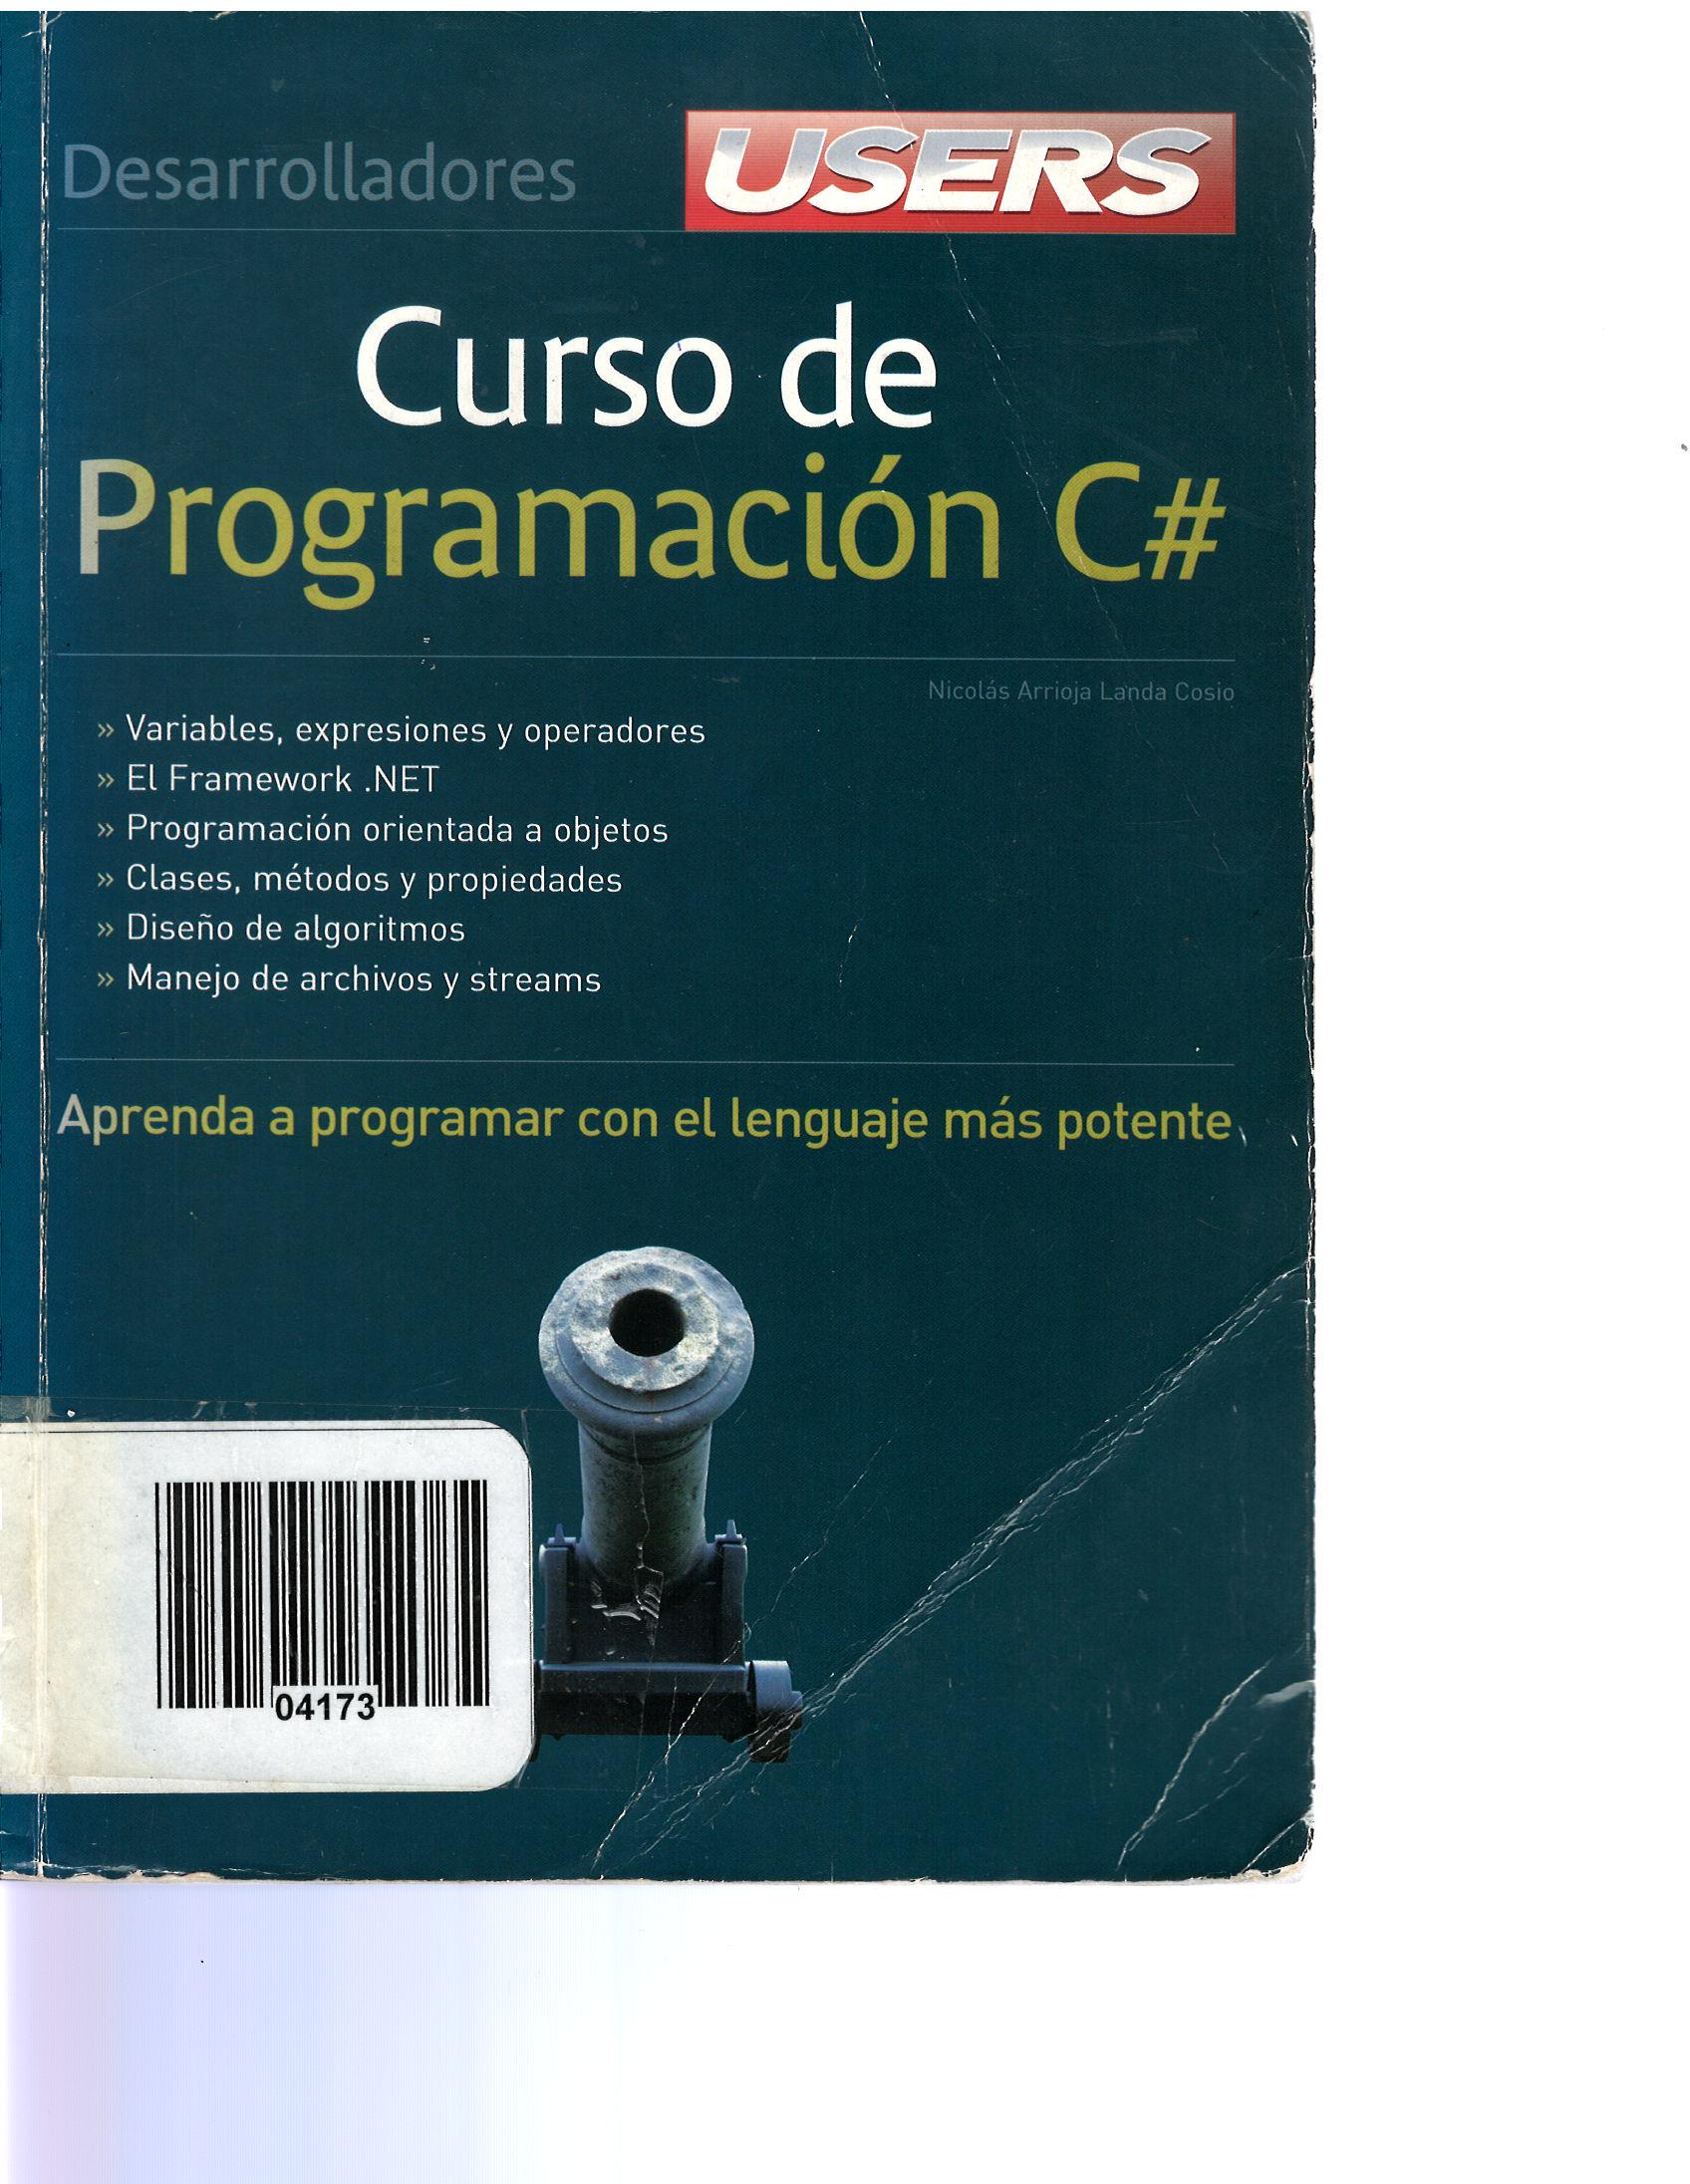 Desarrolladores
USERS
Curso de
Programación C#
Nicolás Arrioja Landa Cosio
» Variables, expresiones y operadores
» El Framework .NET
» Programación orientada a objetos
» Clases, métodos y propiedades
» Diseño de algoritmos
» Manejo de archivos y streams
Aprenda a programar con el lenguaje más potente
04173